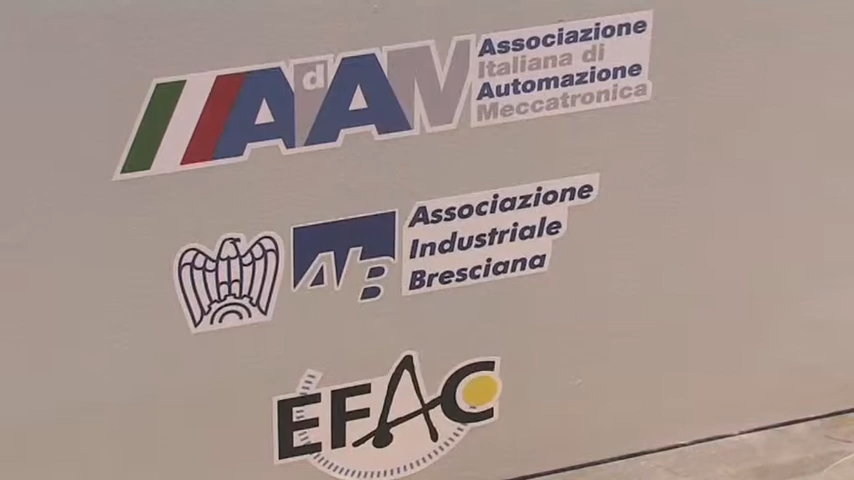 AdAM
Associazione
Italiana di
Automazione
Meccatronica
AIB
Associazione
Industriale
Bresciana
EFAC